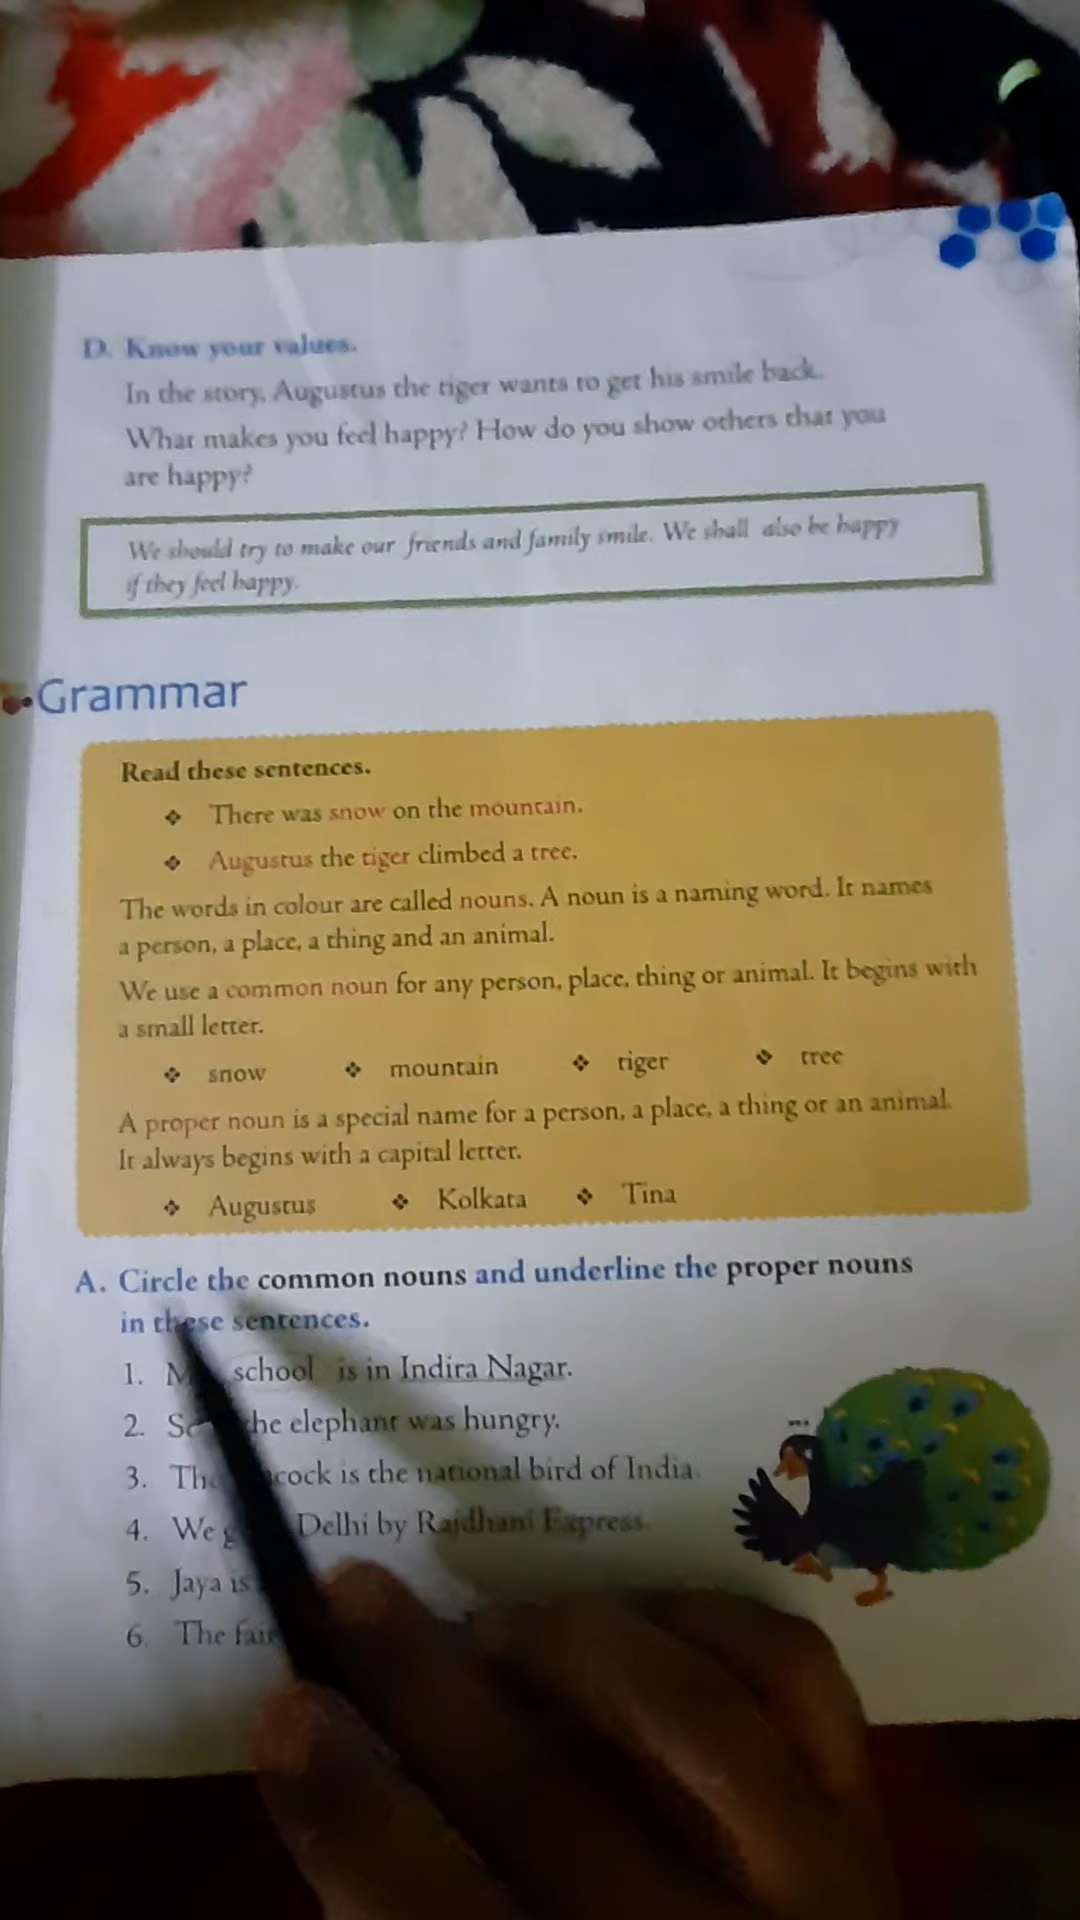 D. Know your values.
In the story, Augustus the tiger wants to get his smile back.
What makes you feel happy? How do you show others that you
are happy?
We should try to make our friends and family smile. We shall also be happy
if they feel happy.
Grammar
Read these sentences.
❖ There was snow on the mountain.
❖ Augustus the tiger climbed a tree.
The words in colour are called nouns. A noun is a naming word. It names
a person, a place, a thing and an animal.
We use a common noun for any person, place, thing or animal. It begins with
a small letter.
❖ snow ❖ mountain ❖ tiger ❖ tree
A proper noun is a special name for a person, a place, a thing or an animal.
It always begins with a capital letter.
❖ Augustus ❖ Kolkata ❖ Tina
A. Circle the common nouns and underline the proper nouns
in these sentences.
1. school is in Indira Nagar.
2. the elephant was hungry.
3. is the national bird of India.
4. We Delhi by Rajdhani Express.
5. Jaya is
6. The